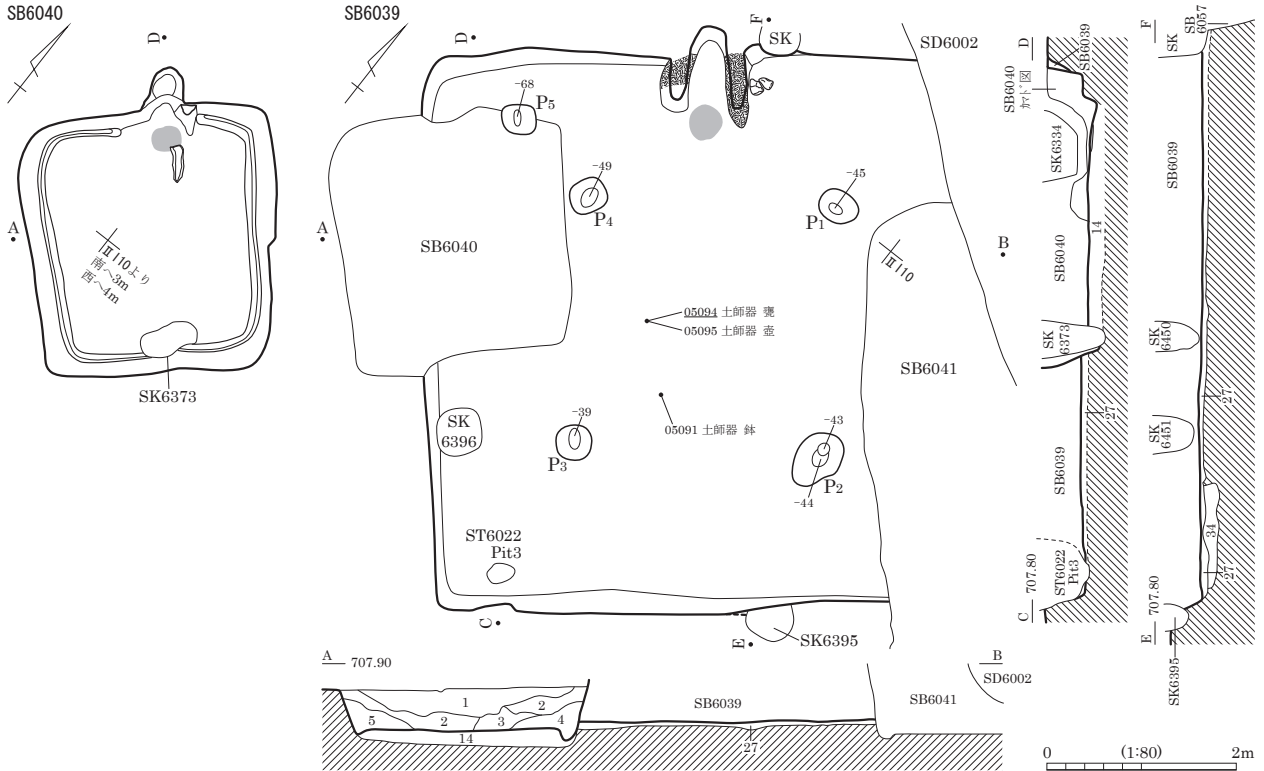 SB6040
D
A
ⅡI10より
南へ3m
西へ4m
SK6373
SB6039
D
F
SK
SD6002
-68
P5
-49
P4
-45
P1
A
SB6040
ⅡI10
B
05094 土師器 甕
05095 土師器 壺
SB6041
05091 土師器 鉢
SK
6396
-39
P3
-43
-44
P2
ST6022
Pit3
C
E
SK6395
A 707.90
B
SD6002
1
2
2
3
4
5
14
SB6039
SB6041
27
D
SB6039
SB6040
カマド図
SK6334
14
SB6040
SK
6373
27
SB6039
ST6022
Pit3
C 707.80
F
SK
SB
6057
SB6039
SK
6450
27
SK
6451
34
27
E 707.80
SK6395
0 (1:80) 2m